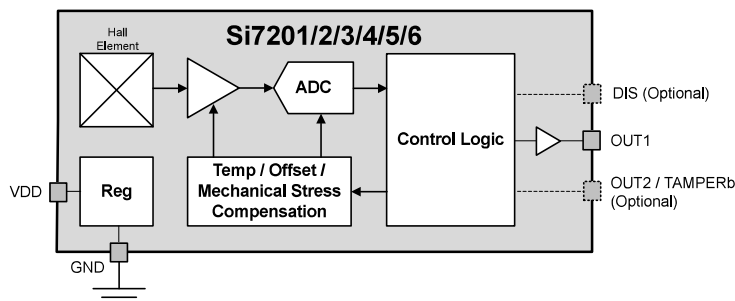 Si7201/2/3/4/5/6
Hall
Element
ADC
Control Logic
DIS (Optional)
OUT1
OUT2 / TAMPERb
(Optional)
Temp / Offset /
Mechanical Stress
Compensation
VDD
Reg
GND